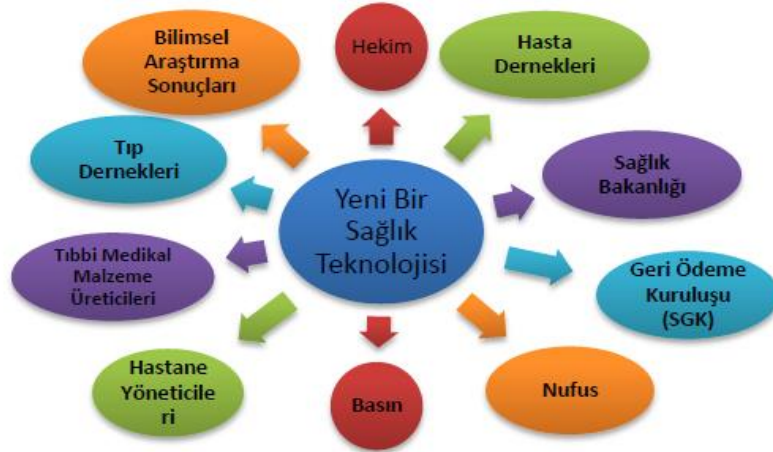 Bilimsel
Araştırma
Sonuçları
Hekim
Hasta
Dernekleri
Tıp
Dernekleri
Yeni Bir
Sağlık
Teknolojisi
Sağlık
Bakanlığı
Tıbbi Medikal
Malzeme
Üreticileri
Geri Ödeme
Kuruluşu
(SGK)
Hastane
Yöneticile
ri
Basın
Nufus